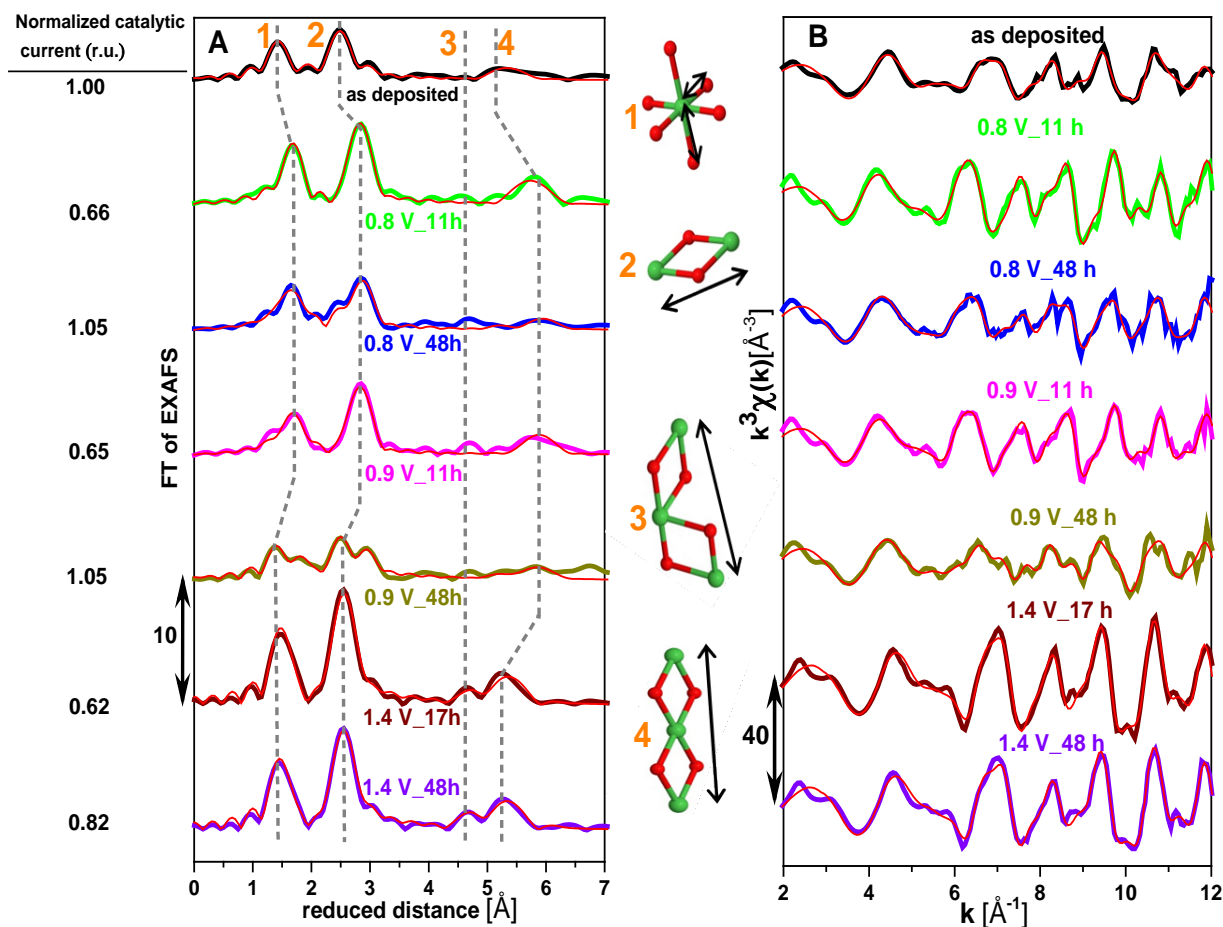 Normalized catalytic
current (r.u.)
1.00
0.66
1.05
0.65
1.05
0.62
0.82
A
1
2
3
4
as deposited
0.8 V_11h
0.8 V_48h
0.9 V_11h
0.9 V_48h
1.4 V_17h
1.4 V_48h
10
FT of EXAFS
0 1 2 3 4 5 6 7
reduced distance [Å]
1
2
3
4
B
as deposited
0.8 V_11 h
0.8 V_48 h
0.9 V_11 h
0.9 V_48 h
1.4 V_17 h
1.4 V_48 h
40
k³χ(k)[Å⁻³]
2 4 6 8 10 12
k [Å⁻¹]